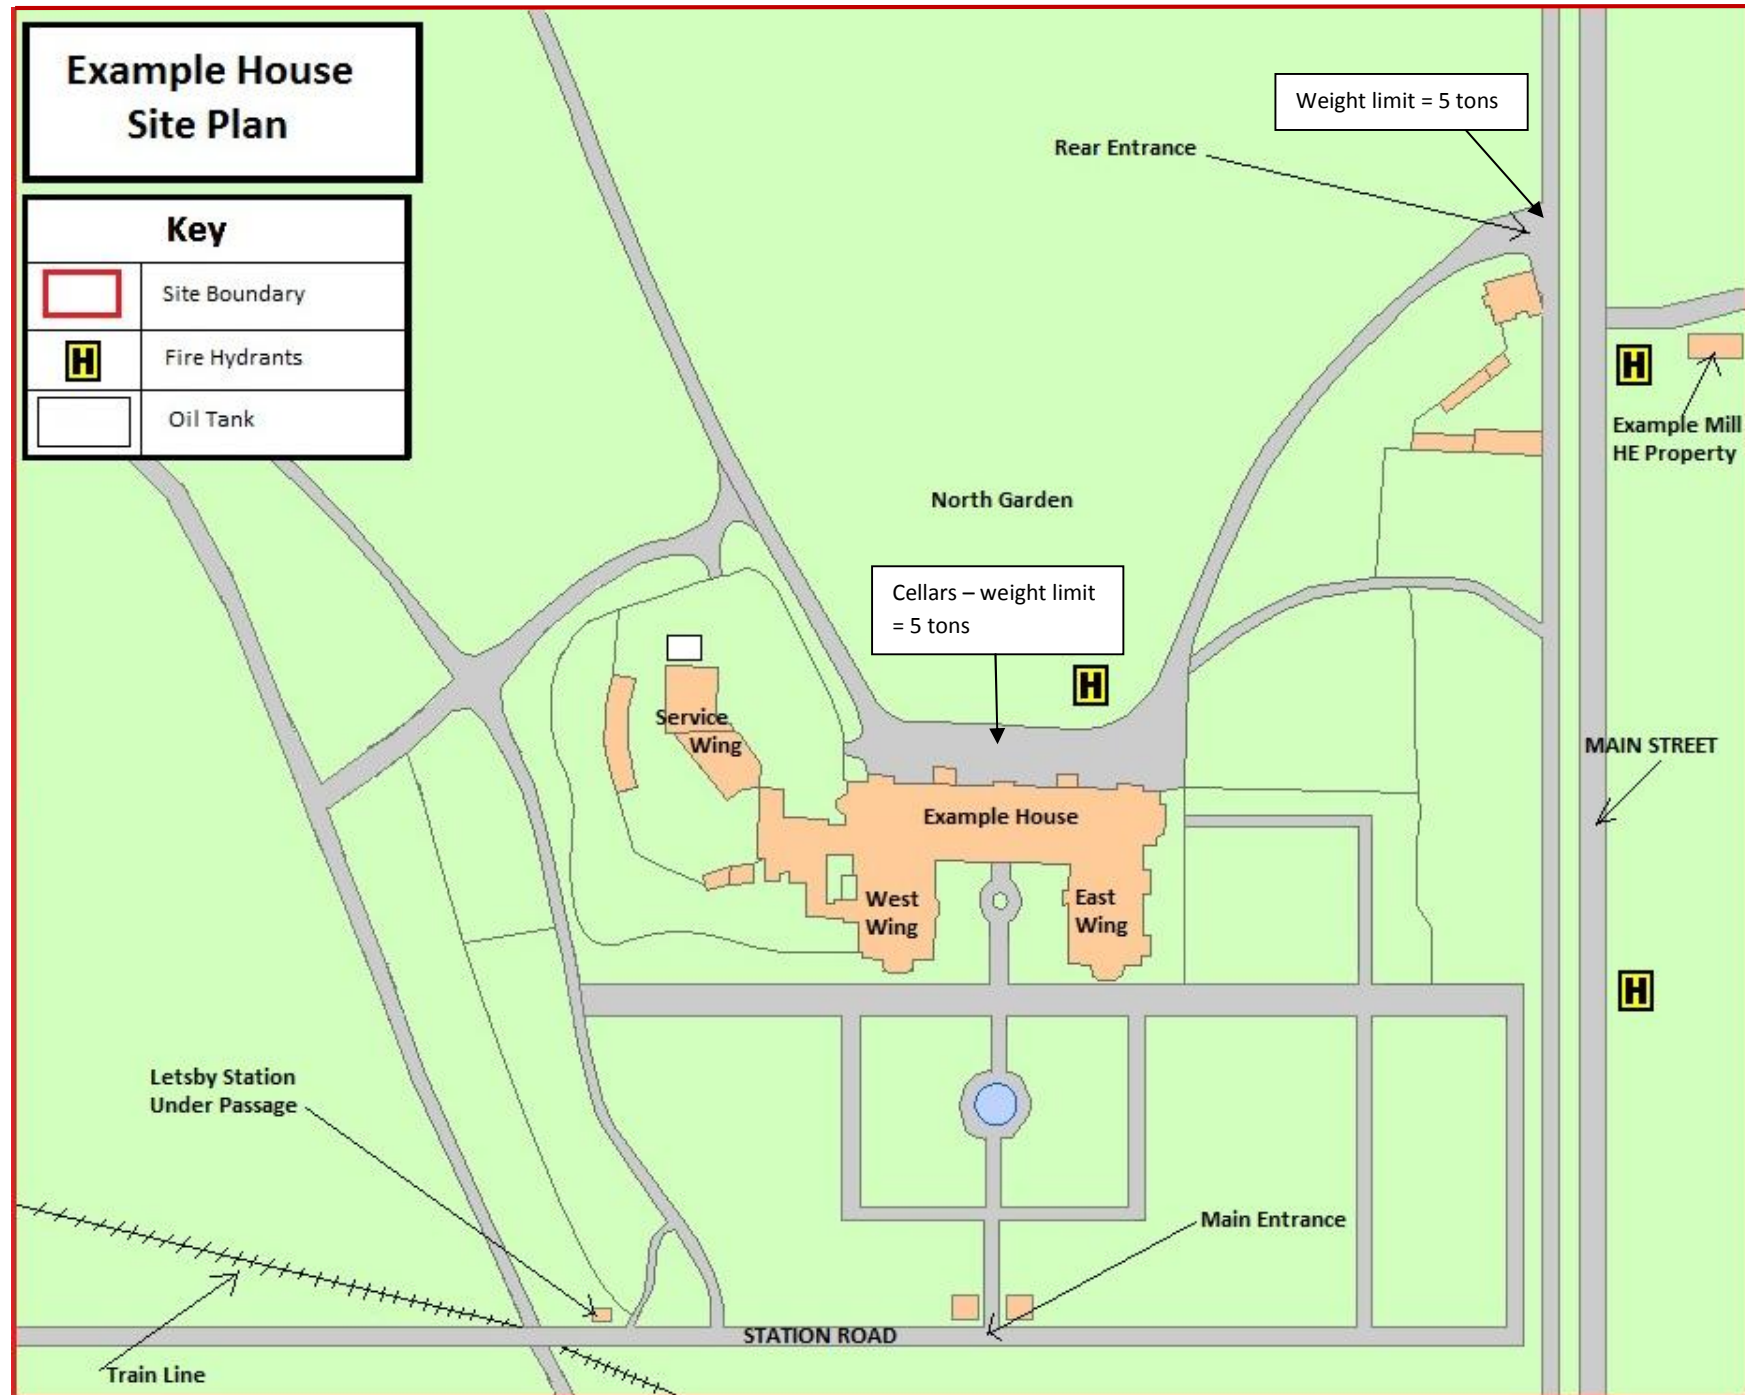 Example House
Site Plan
Key
Site Boundary
H
Fire Hydrants
Oil Tank
Weight limit = 5 tons
Rear Entrance
H
Example Mill
HE Property
North Garden
Cellars – weight limit
= 5 tons
H
Service
Wing
MAIN STREET
Example House
West
Wing
East
Wing
H
Letsby Station
Under Passage
Main Entrance
STATION ROAD
Train Line